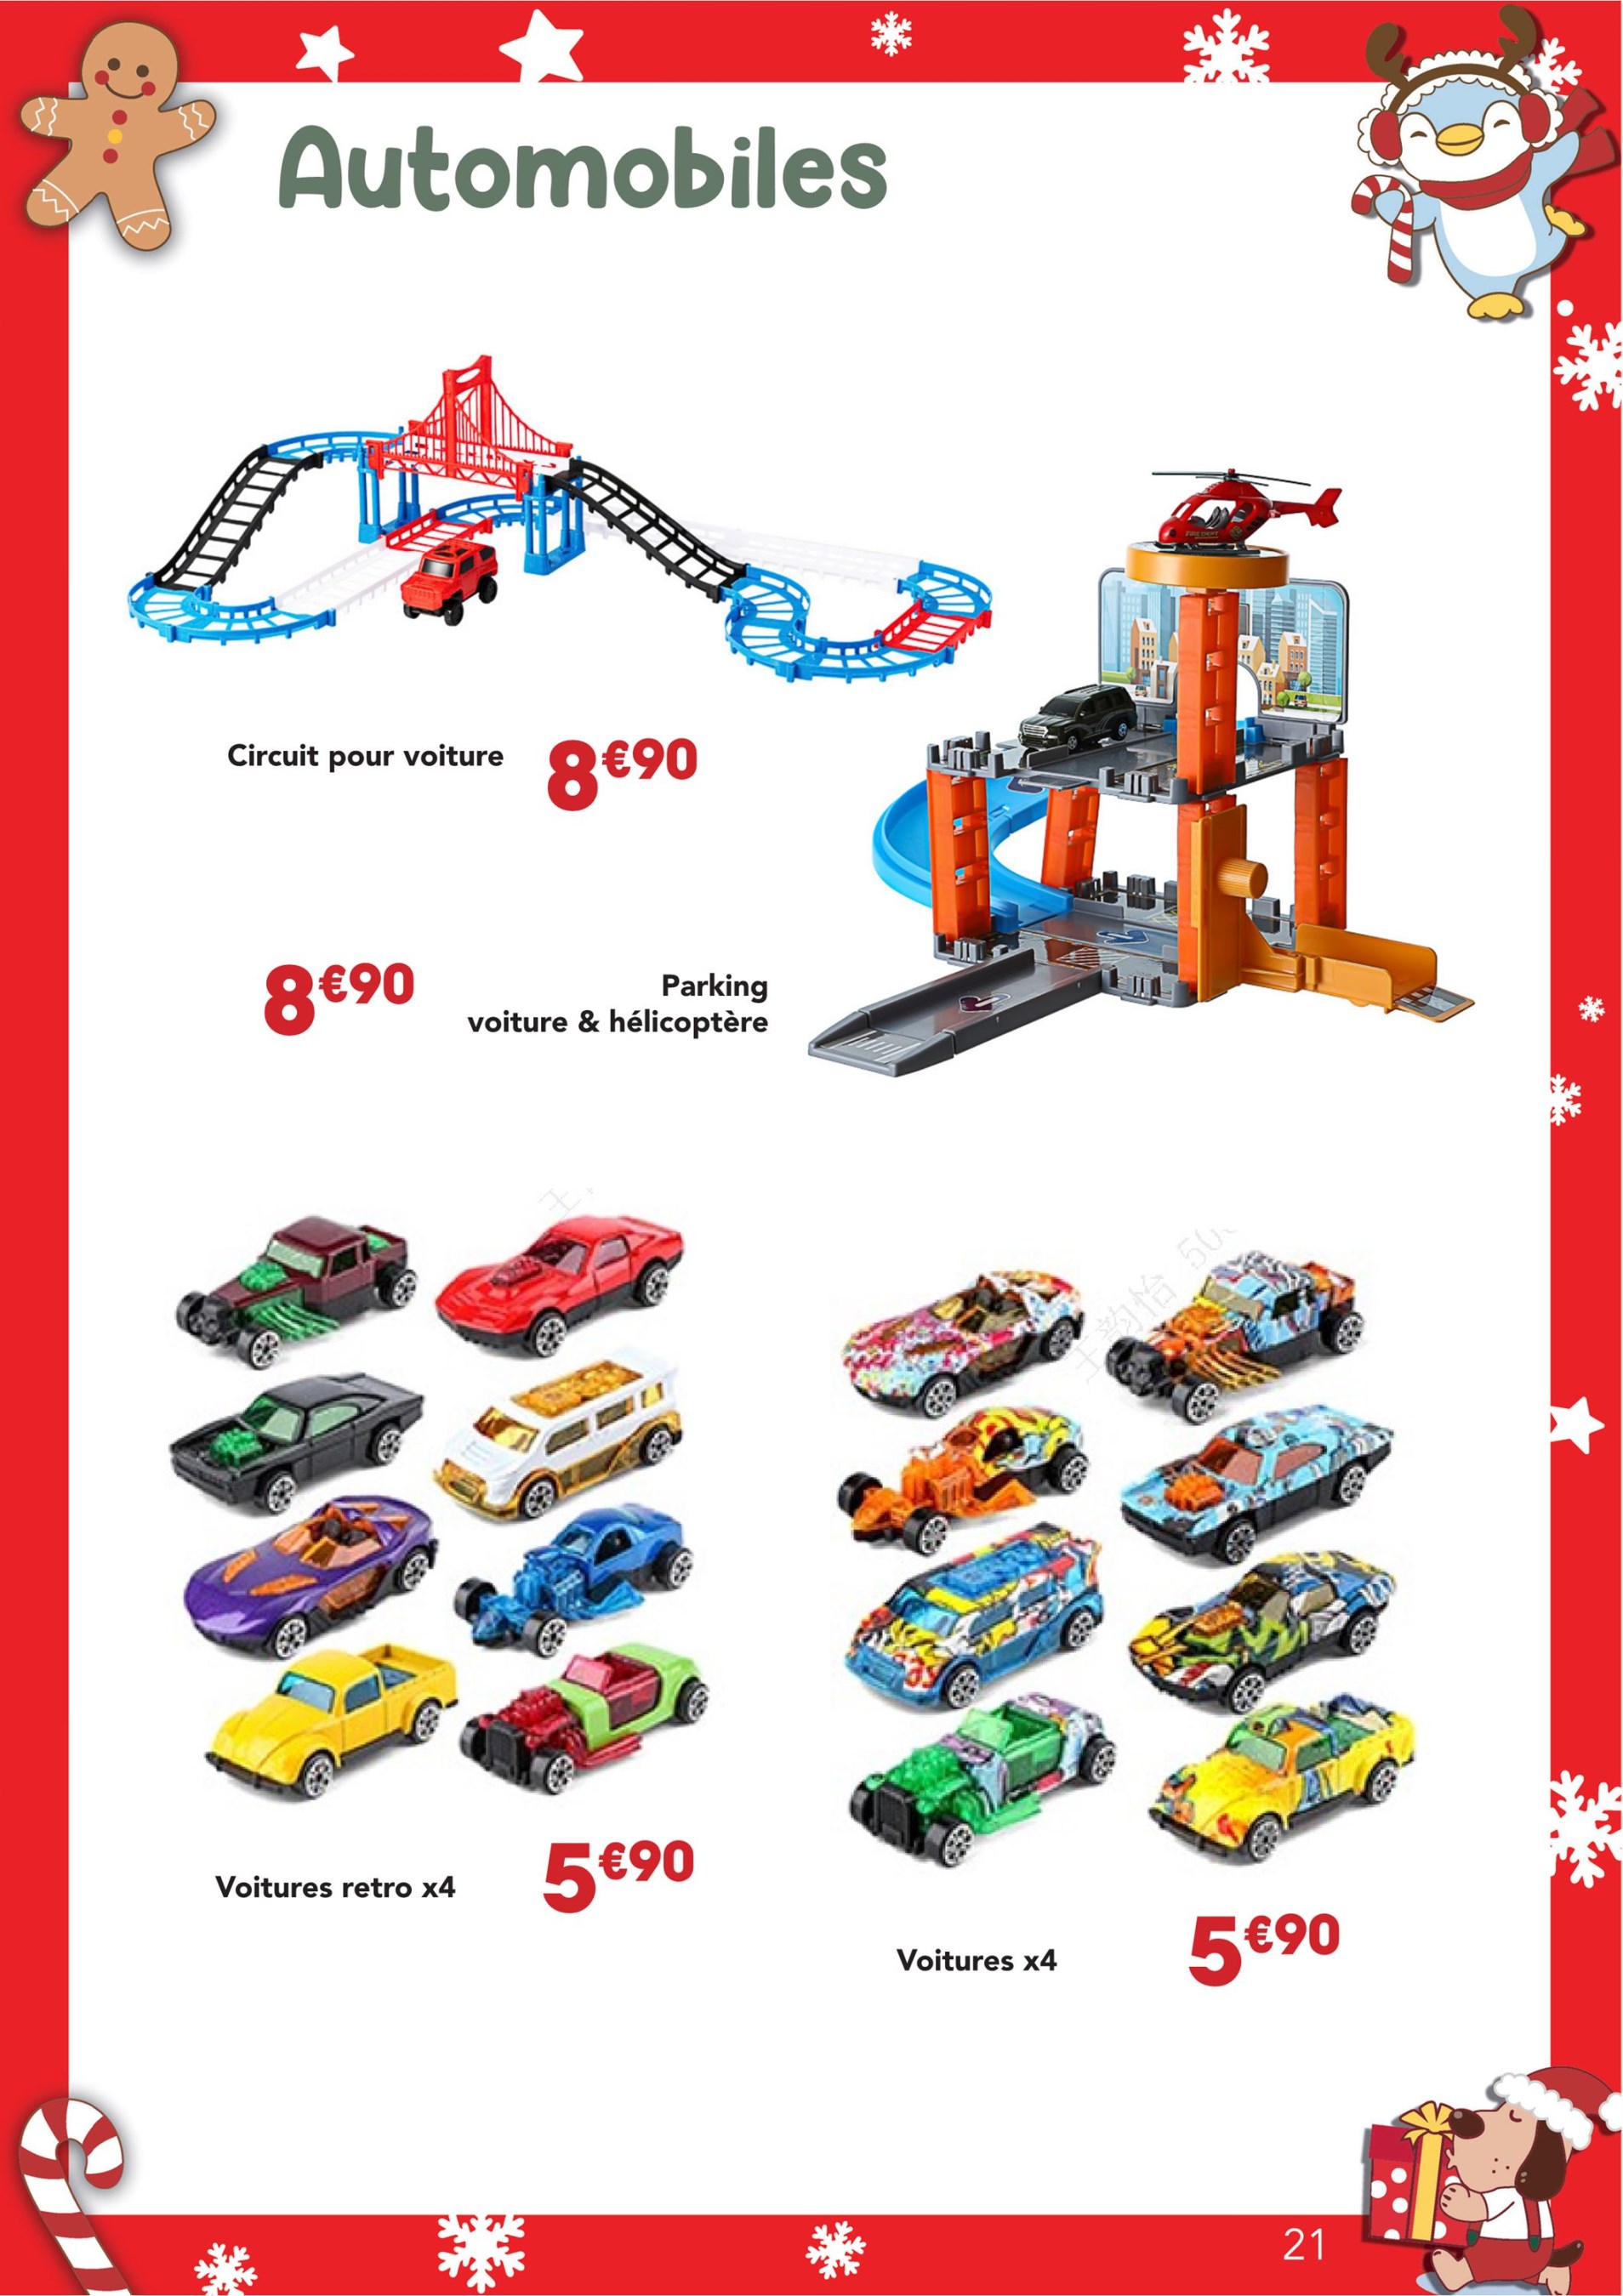 Automobiles
Circuit pour voiture
8€90
8€90
Parking
voiture & hélicoptère
Voitures retro x4
5€90
Voitures x4
5€90
21